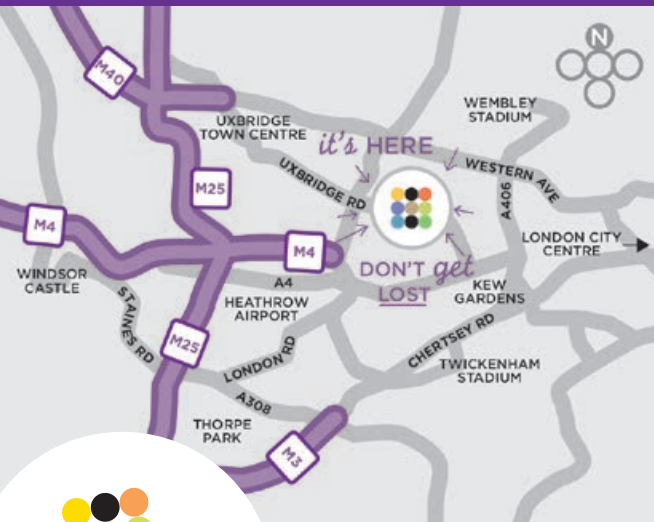 N
M40
WEMBLEY
STADIUM
UXBRIDGE
TOWN CENTRE
it's HERE
WESTERN AVE
UXBRIDGE RD
M25
A406
M4
M4
LONDON CITY
CENTRE
DON'T get
LOST
WINDSOR
CASTLE
A4
KEW
GARDENS
HEATHROW
AIRPORT
STAINES RD
M25
LONDON RD
CHERTSEY RD
TWICKENHAM
STADIUM
A308
THORPE
PARK
M3